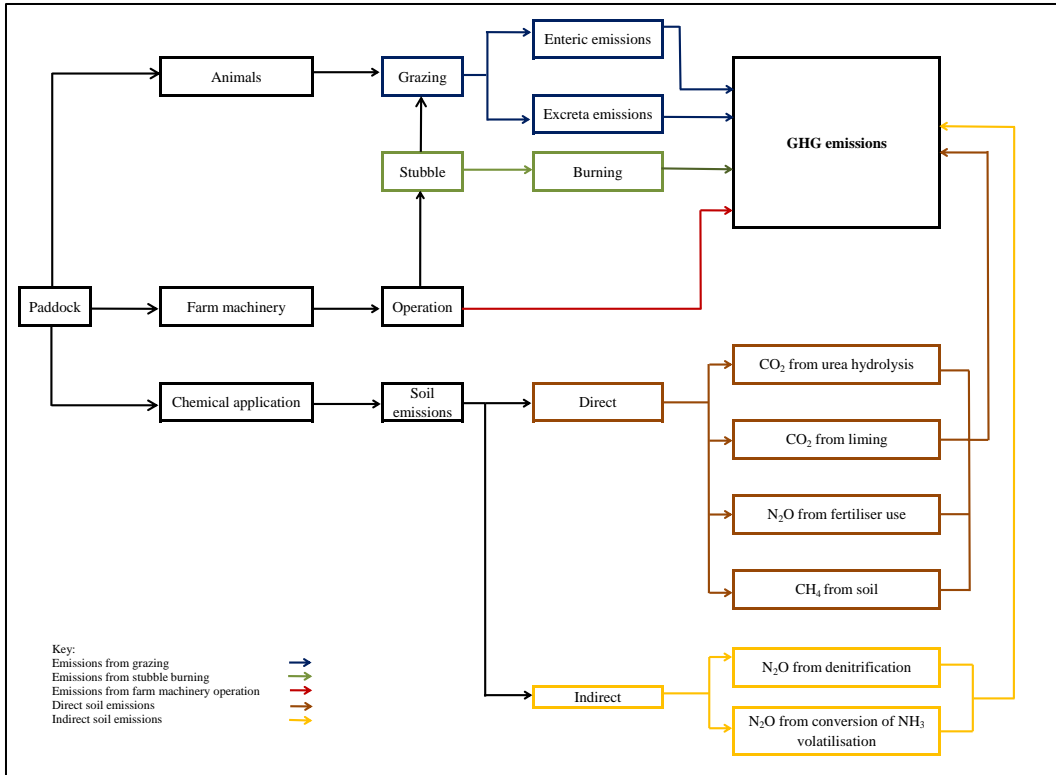 Enteric emissions
Animals
Grazing
Excreta emissions
GHG emissions
Stubble
Burning
Paddock
Farm machinery
Operation
CO₂ from urea hydrolysis
Chemical application
Soil
emissions
Direct
CO₂ from liming
N₂O from fertiliser use
CH₄ from soil
Key:
Emissions from grazing
Emissions from stubble burning
Emissions from farm machinery operation
Direct soil emissions
Indirect soil emissions
Indirect
N₂O from denitrification
N₂O from conversion of NH₃
volatilisation